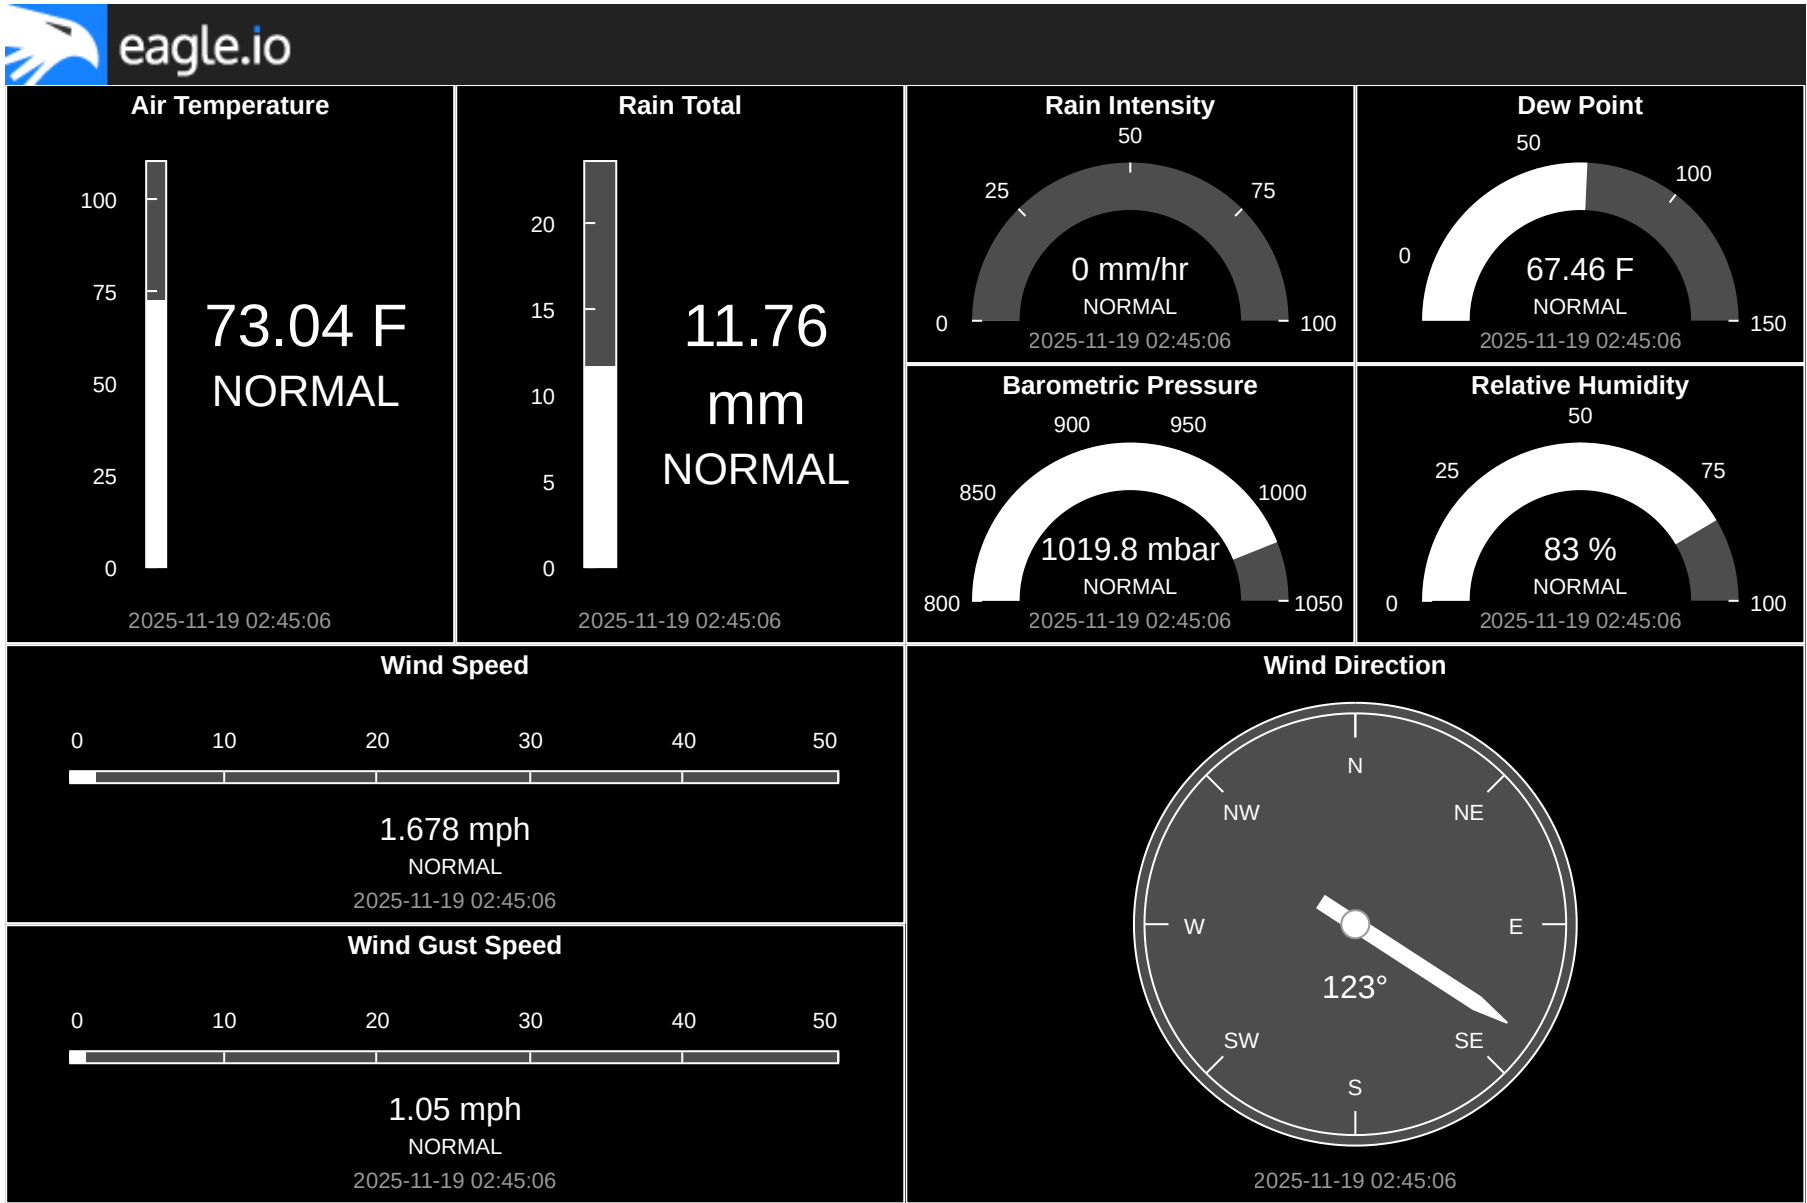 eagle.io
Air Temperature
100
75
50
25
0
73.04 F
NORMAL
2025-11-19 02:45:06
Rain Total
20
15
10
5
0
11.76
mm
NORMAL
2025-11-19 02:45:06
Rain Intensity
0
25
50
75
100
0 mm/hr
NORMAL
2025-11-19 02:45:06
Dew Point
0
50
100
150
67.46 F
NORMAL
2025-11-19 02:45:06
Barometric Pressure
800
850
900
950
1000
1050
1019.8 mbar
NORMAL
2025-11-19 02:45:06
Relative Humidity
0
25
50
75
100
83 %
NORMAL
2025-11-19 02:45:06
Wind Speed
0 10 20 30 40 50
1.678 mph
NORMAL
2025-11-19 02:45:06
Wind Gust Speed
0 10 20 30 40 50
1.05 mph
NORMAL
2025-11-19 02:45:06
Wind Direction
N
NW NE
W E
123°
SW SE
S
2025-11-19 02:45:06